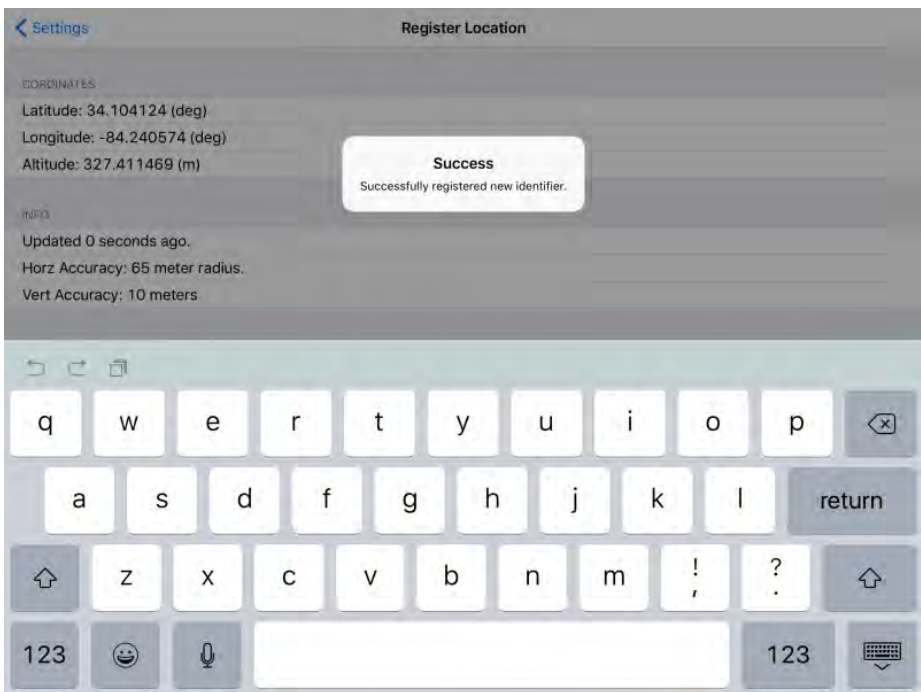 Settings
Register Location
CORDINATES
Latitude: 34.104124 (deg)
Longitude: -84.240574 (deg)
Altitude: 327.411469 (m)
Success
Successfully registered new identifier.
INFO
Updated 0 seconds ago.
Horz Accuracy: 65 meter radius.
Vert Accuracy: 10 meters
q w e r t y u i o p
a s d f g h j k l return
z x c v b n m ! , ? .
123 123